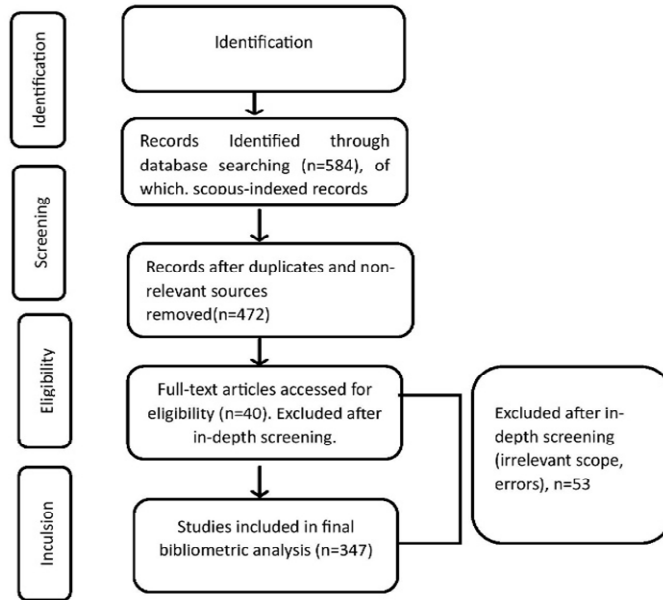 Identification
Identification
Records Identified through
database searching (n=584), of
which. scopus-indexed records
Screening
Records after duplicates and non-
relevant sources
removed(n=472)
Eligibility
Full-text articles accessed for
eligibility (n=40). Excluded after
in-depth screening.
Excluded after in-
depth screening
(irrelevant scope,
errors), n=53
Inculsion
Studies included in final
bibliometric analysis (n=347)